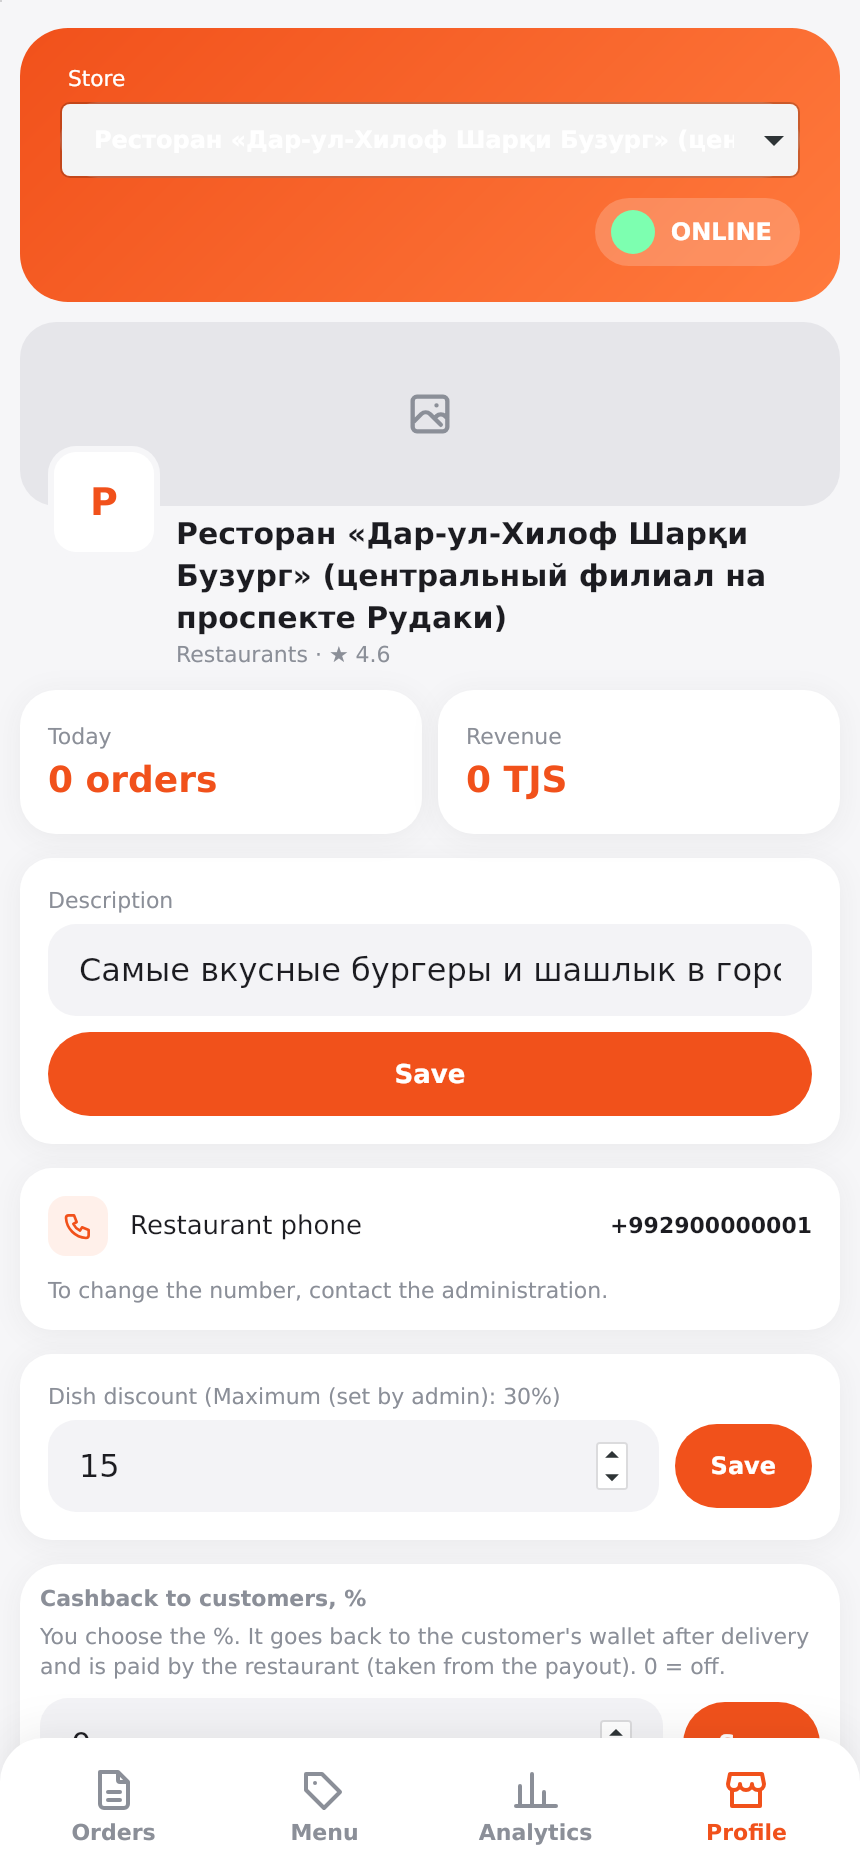 Store
Ресторан «Дар-ул-Хилоф Шарқи Бузург» (цен
ONLINE
Р
Ресторан «Дар-ул-Хилоф Шарқи
Бузург» (центральный филиал на
проспекте Рудаки)
Restaurants · ★ 4.6
Today
0 orders
Revenue
0 TJS
Description
Самые вкусные бургеры и шашлык в горо
Save
Restaurant phone
+992900000001
To change the number, contact the administration.
Dish discount (Maximum (set by admin): 30%)
15
Save
Cashback to customers, %
You choose the %. It goes back to the customer's wallet after delivery
and is paid by the restaurant (taken from the payout). 0 = off.
Orders
Menu
Analytics
Profile